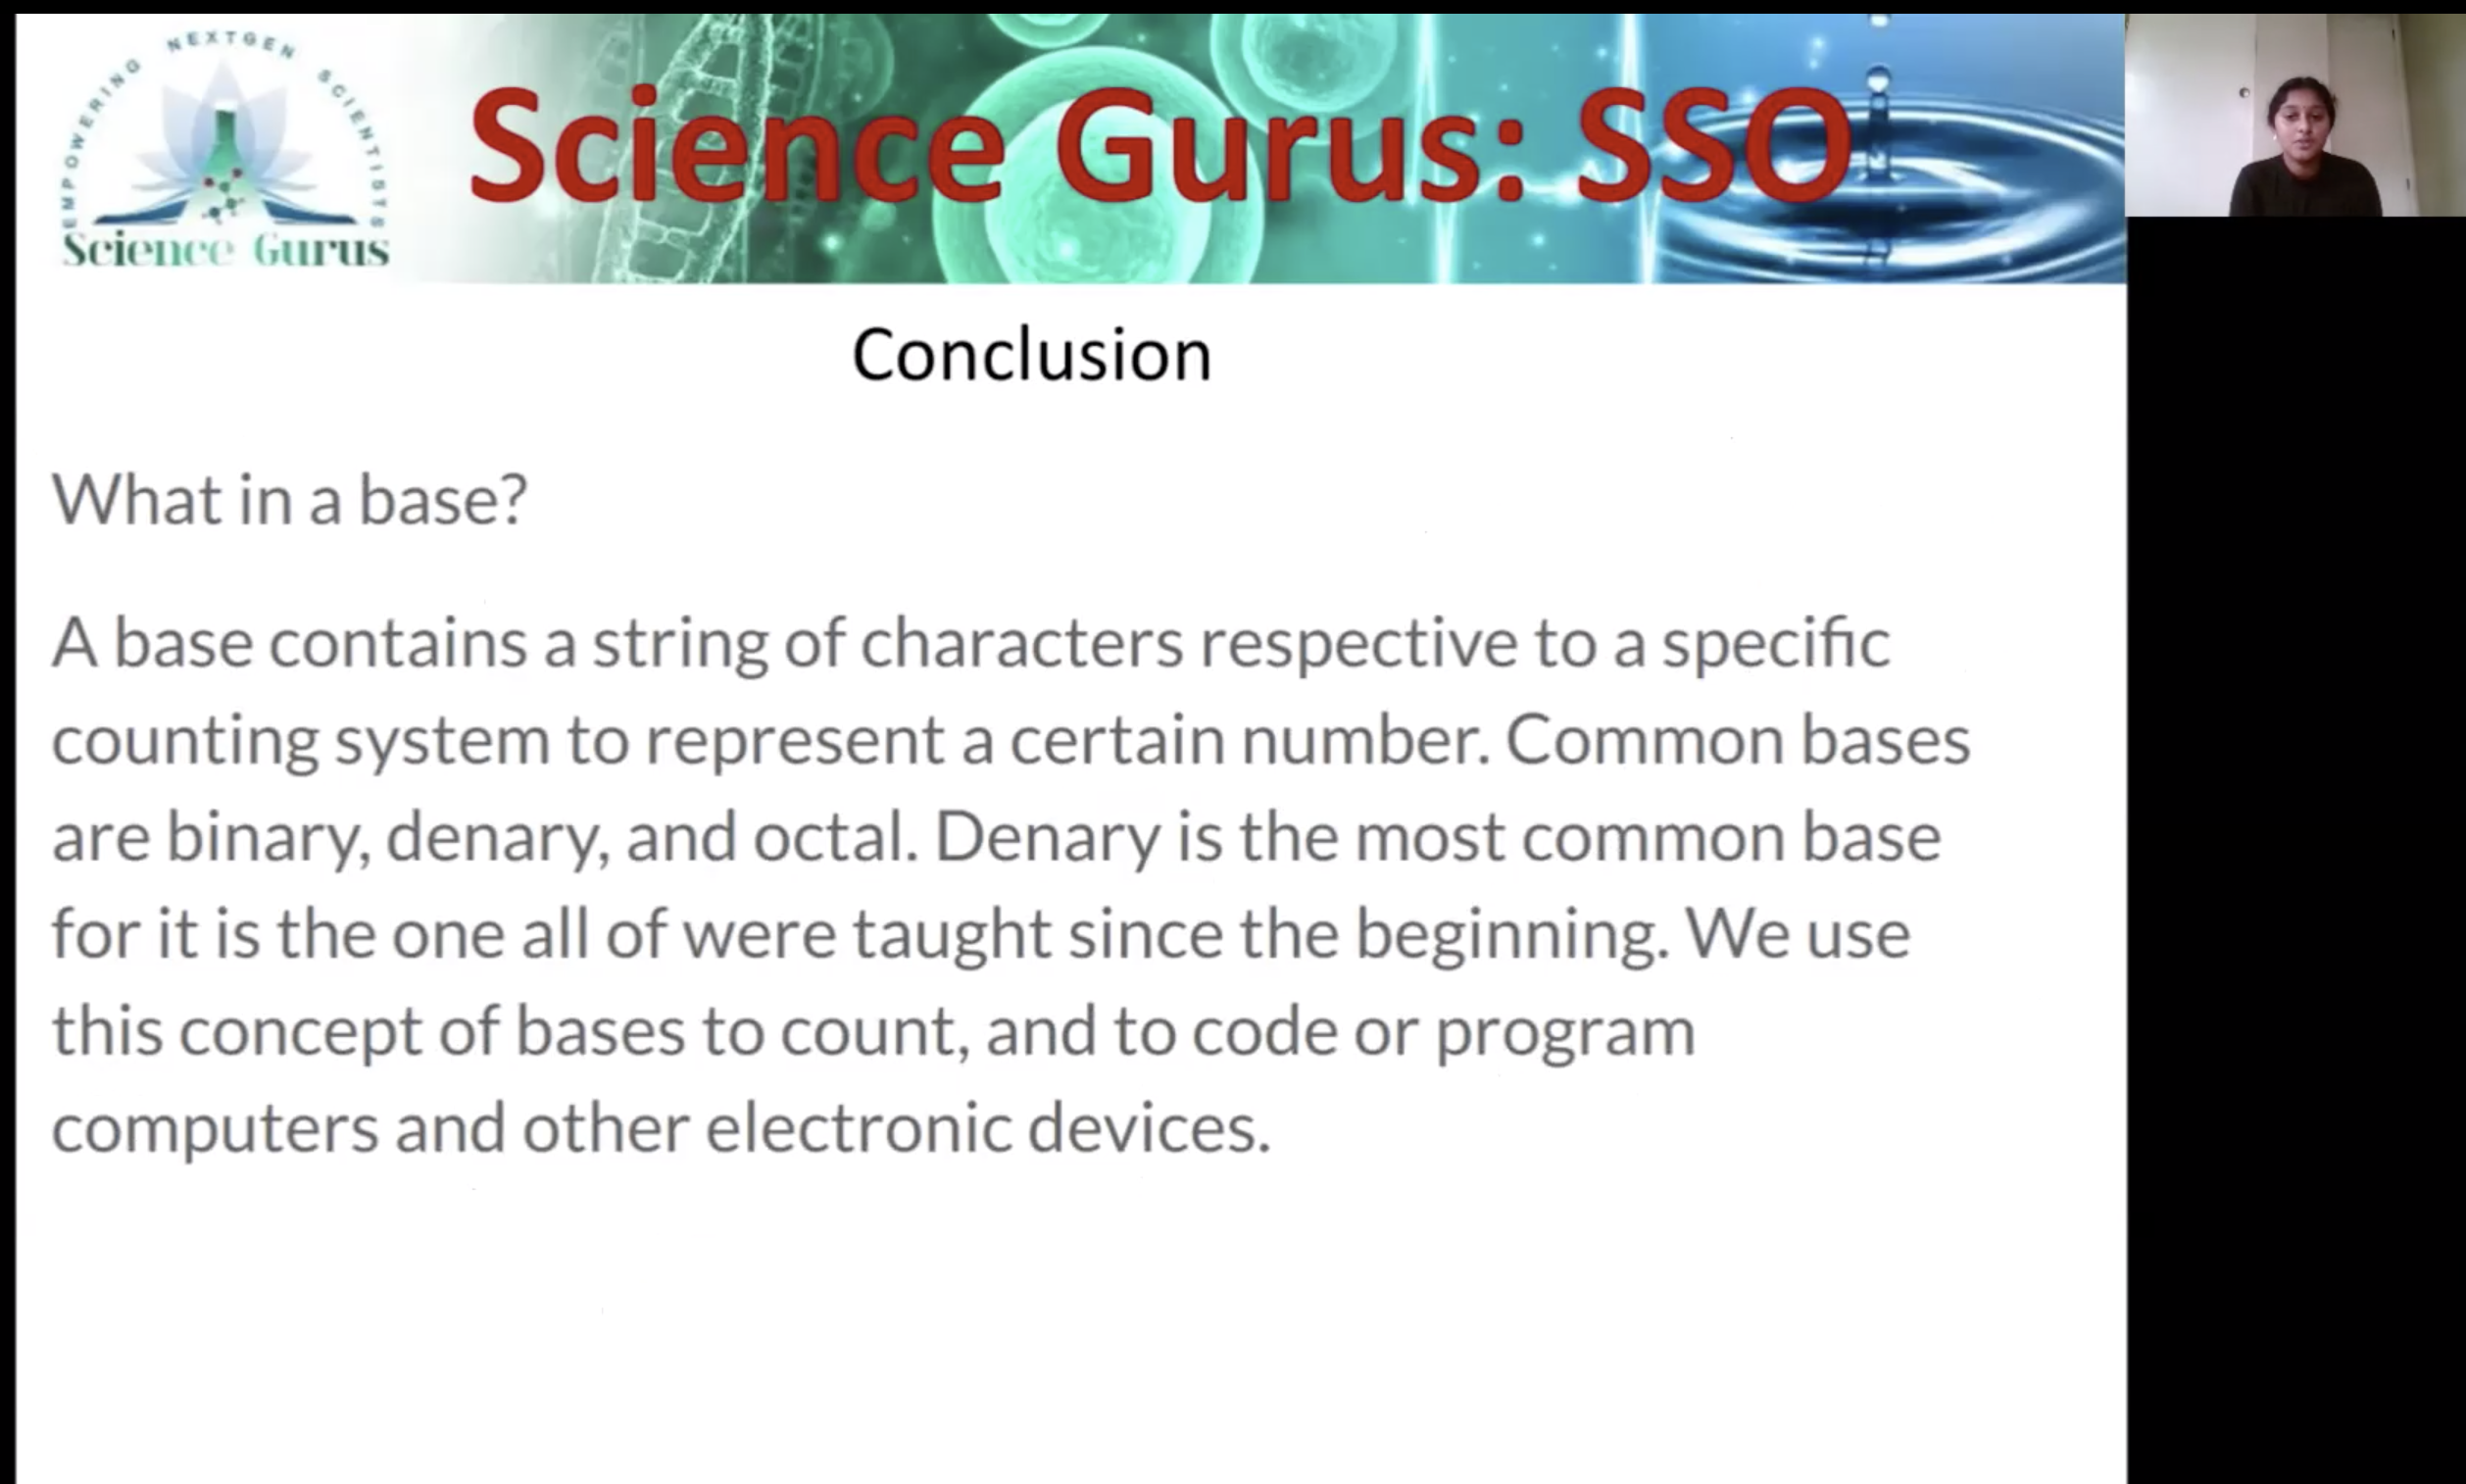 EMPOWERING NEXTGEN SCIENTISTS
Science Gurus
Science Gurus: SSO
Conclusion
What in a base?
A base contains a string of characters respective to a specific
counting system to represent a certain number. Common bases
are binary, denary, and octal. Denary is the most common base
for it is the one all of were taught since the beginning. We use
this concept of bases to count, and to code or program
computers and other electronic devices.